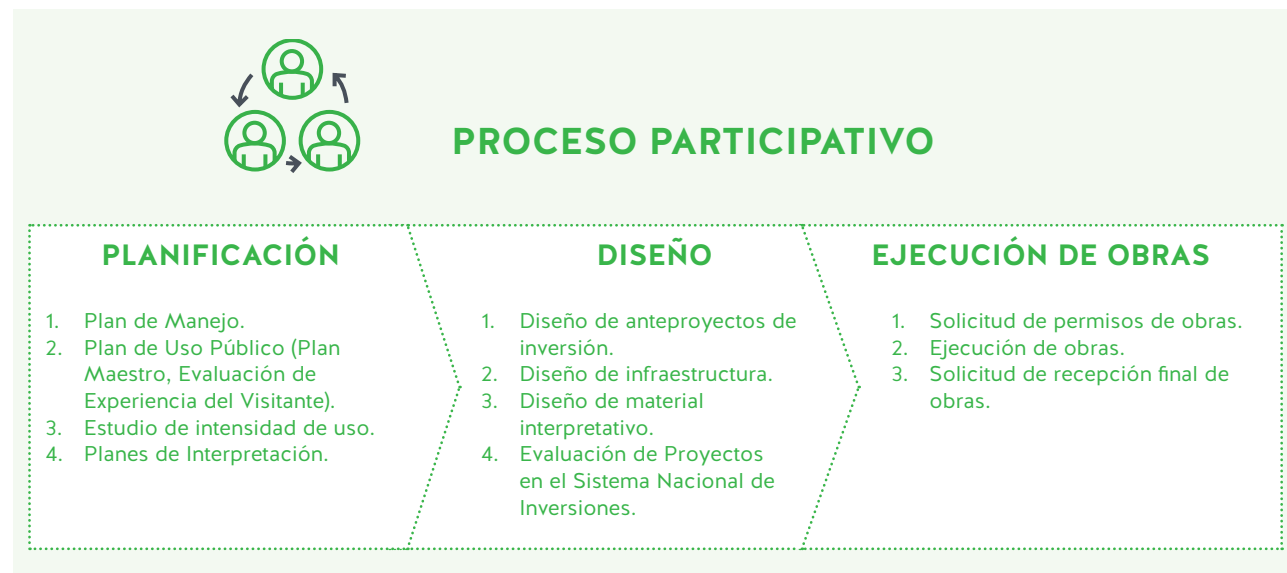 PROCESO PARTICIPATIVO
PLANIFICACIÓN
1. Plan de Manejo.
2. Plan de Uso Público (Plan
Maestro, Evaluación de
Experiencia del Visitante).
3. Estudio de intensidad de uso.
4. Planes de Interpretación.
DISEÑO
1. Diseño de anteproyectos de
inversión.
2. Diseño de infraestructura.
3. Diseño de material
interpretativo.
4. Evaluación de Proyectos
en el Sistema Nacional de
Inversiones.
EJECUCIÓN DE OBRAS
1. Solicitud de permisos de obras.
2. Ejecución de obras.
3. Solicitud de recepción final de
obras.